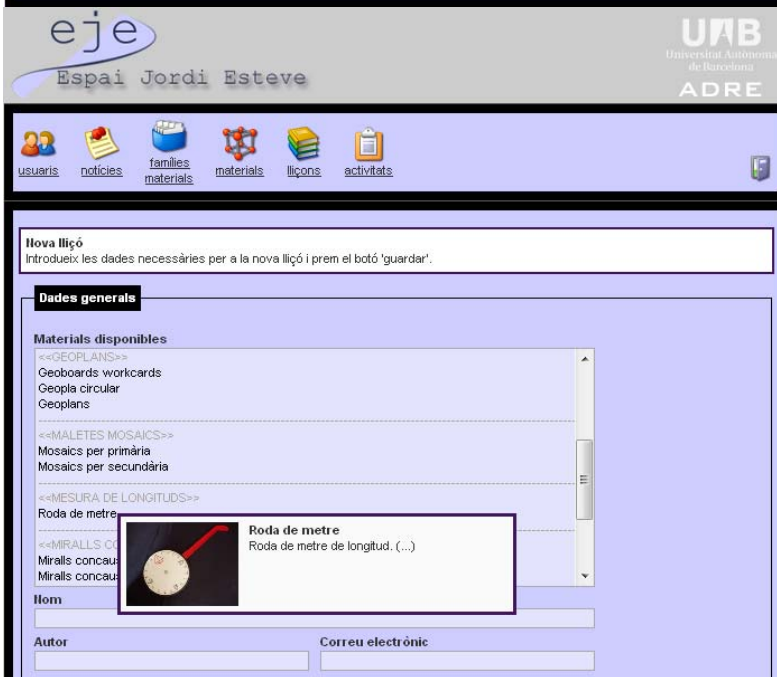 eje
Espai Jordi Esteve
UAB
Universitat Autònoma
de Barcelona
ADRE
usuaris
notícies
famílies
materials
materials
lliçons
activitats
Nova lliçó
Introdueix les dades necessàries per a la nova lliçó i prem el botó 'guardar'.
Dades generals
Materials disponibles
<<GEOPLANS>>
Geoboards workcards
Geopla circular
Geoplans
<<MALETES MOSAICS>>
Mosaics per primària
Mosaics per secundària
<<MESURA DE LONGITUDS>>
Roda de metre
Roda de metre
Roda de metre de longitud. (...)
<<MIRALLS CO
Miralls concau
Miralls concau
Nom
Autor
Correu electrónic